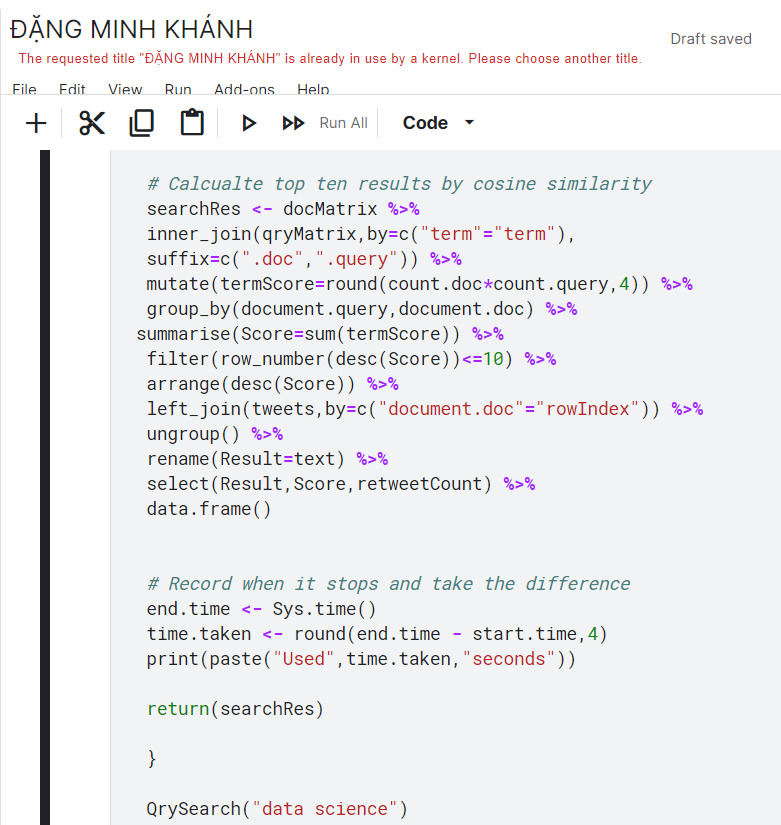 ĐẶNG MINH KHÁNH
Draft saved
The requested title "ĐẶNG MINH KHÁNH" is already in use by a kernel. Please choose another title.
File Edit View Run Add-ons Help
Run All Code
# Calcualte top ten results by cosine similarity
searchRes <- docMatrix %>%
inner_join(qryMatrix,by=c("term"="term"),
suffix=c(".doc",".query")) %>%
mutate(termScore=round(count.doc*count.query,4)) %>%
group_by(document.query,document.doc) %>%
summarise(Score=sum(termScore)) %>%
filter(row_number(desc(Score))<=10) %>%
arrange(desc(Score)) %>%
left_join(tweets,by=c("document.doc"="rowIndex")) %>%
ungroup() %>%
rename(Result=text) %>%
select(Result,Score,retweetCount) %>%
data.frame()
# Record when it stops and take the difference
end.time <- Sys.time()
time.taken <- round(end.time - start.time,4)
print(paste("Used",time.taken,"seconds"))
return(searchRes)
}
QrySearch("data science")